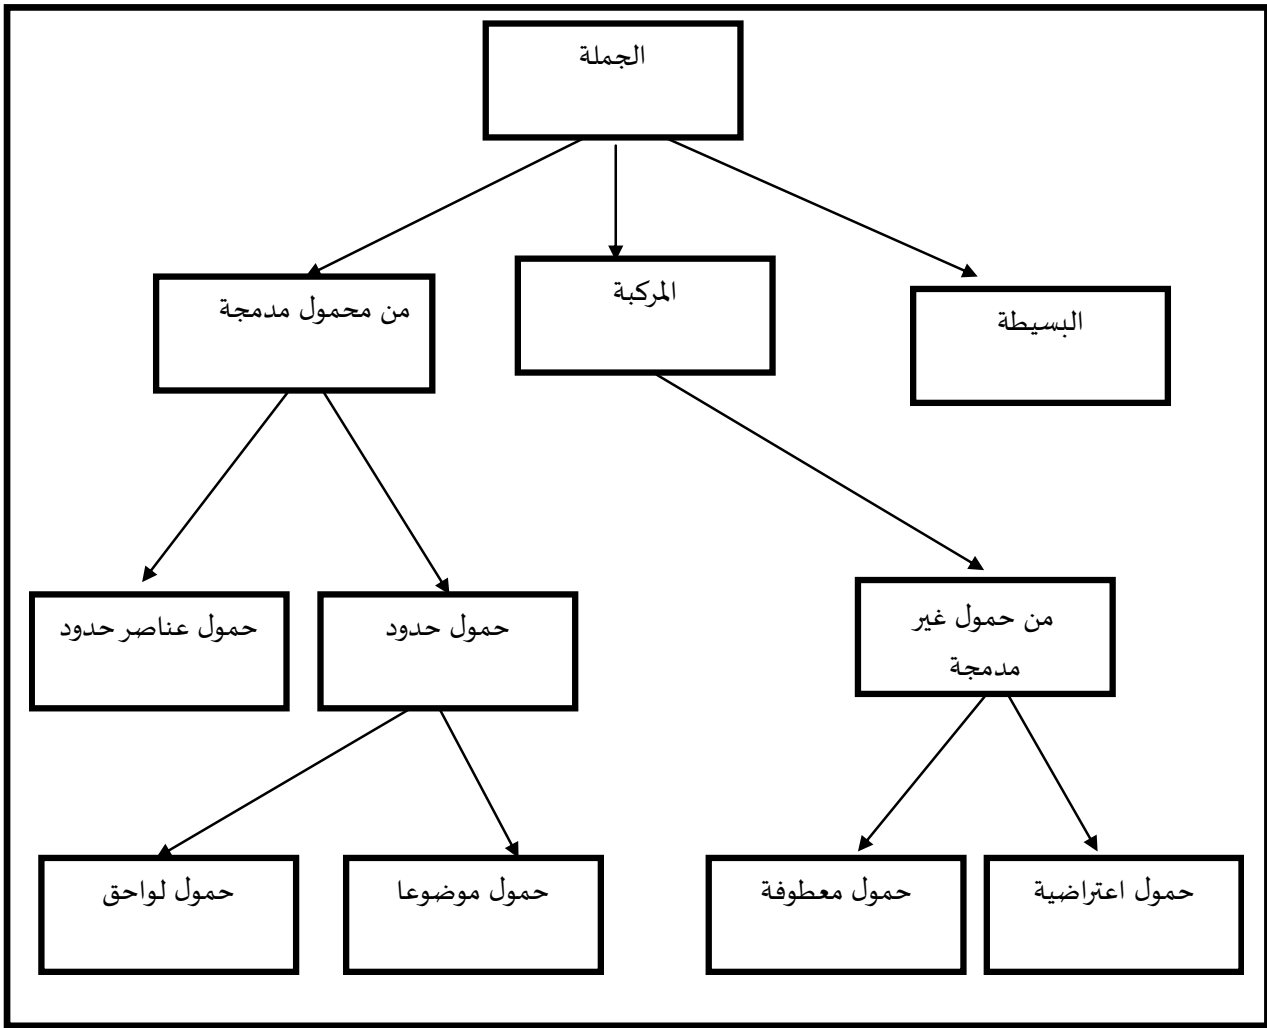 الجملة
البسيطة
المركبة
من محمول مدمجة
من حمول غير
مدمجة
حمول حدود
حمول عناصر حدود
حمول اعتراضية
حمول معطوفة
حمول موضوعا
حمول لواحق